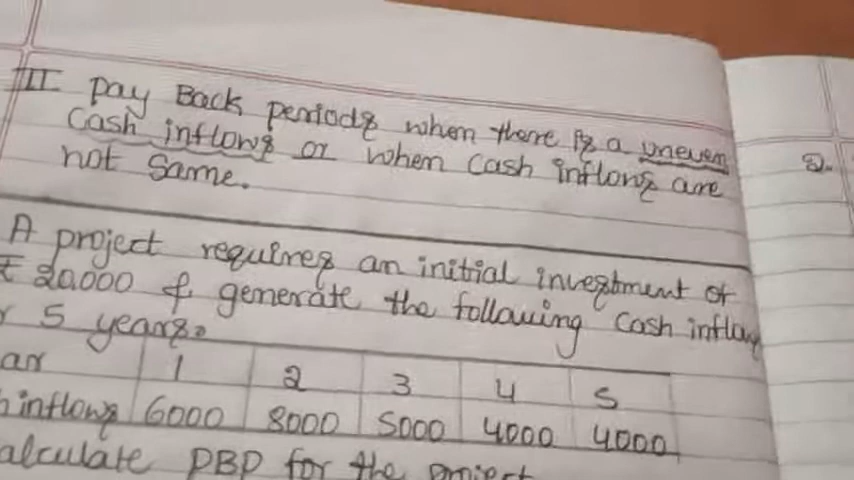 II Pay Back periods when there is a uneven
cash inflows or when cash inflows are
not same.
2.
A project requires an initial investment of
₹ 20,000 & generate the following cash inflow
5 years.
1 2 3 4 5
inflows 6000 8000 5000 4000 4000
alculate PBP for the project